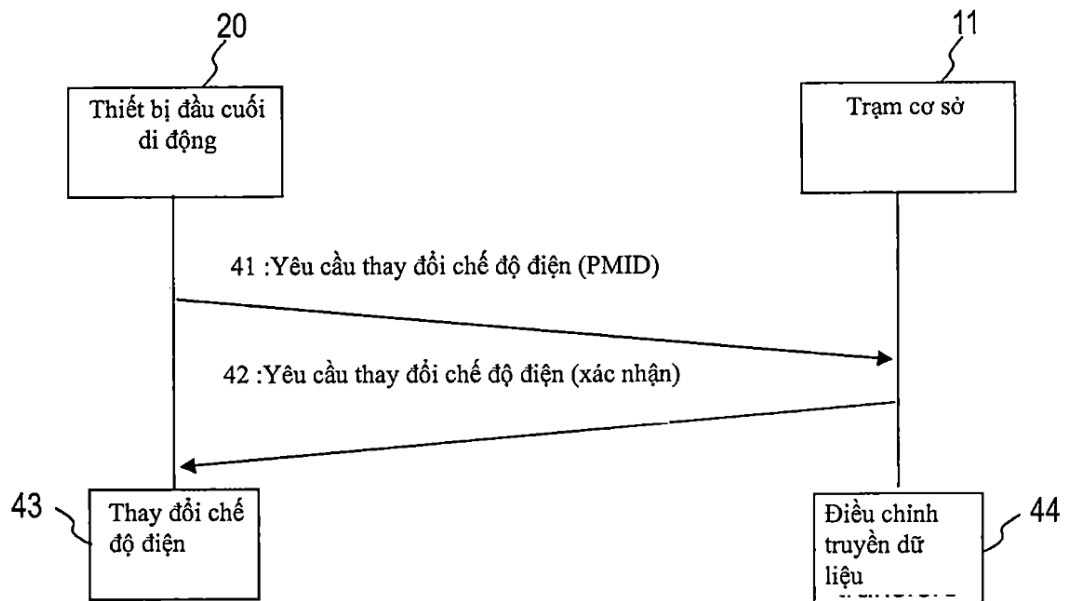 20
11
Thiết bị đầu cuối
di động
Trạm cơ sở
41 :Yêu cầu thay đổi chế độ điện (PMID)
42 :Yêu cầu thay đổi chế độ điện (xác nhận)
43
Thay đổi chế
độ điện
Điều chỉnh
truyền dữ
liệu
44